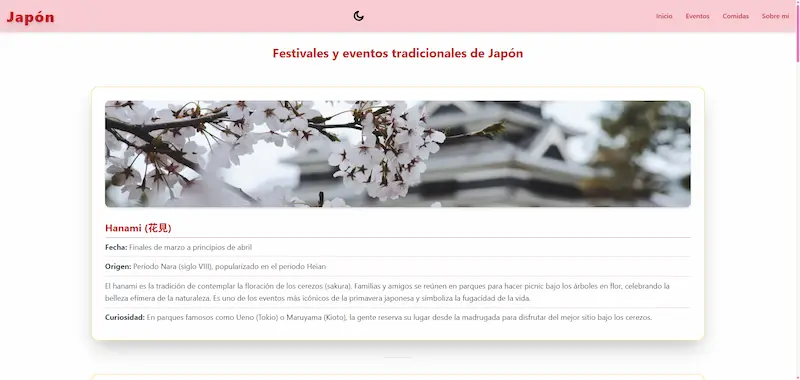 Japón
Inicio Eventos Comidas Sobre mi
Festivales y eventos tradicionales de Japón
Hanami (花見)
Fecha: Finales de marzo a principios de abril
Origen: Periodo Nara (siglo VIII), popularizado en el periodo Heian
El hanami es la tradición de contemplar la floración de los cerezos (sakura). Familias y amigos se reúnen en parques para hacer picnic bajo los árboles en flor, celebrando la
belleza efímera de la naturaleza. Es uno de los eventos más icónicos de la primavera japonesa y simboliza la fugacidad de la vida.
Curiosidad: En parques famosos como Ueno (Tokio) o Maruyama (Kioto), la gente reserva su lugar desde la madrugada para disfrutar del mejor sitio bajo los cerezos.